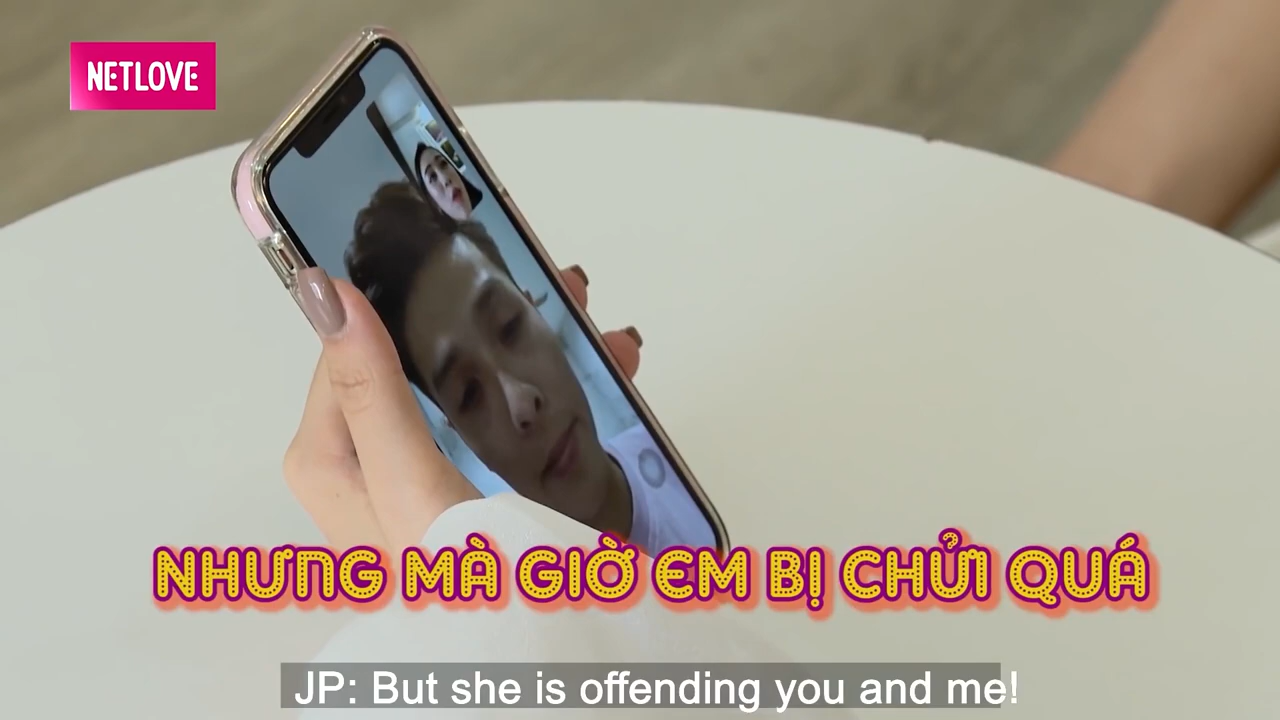 NETLOVE
NHƯNG MÀ GIỜ EM BỊ CHỬI QUÁ
JP: But she is offending you and me!